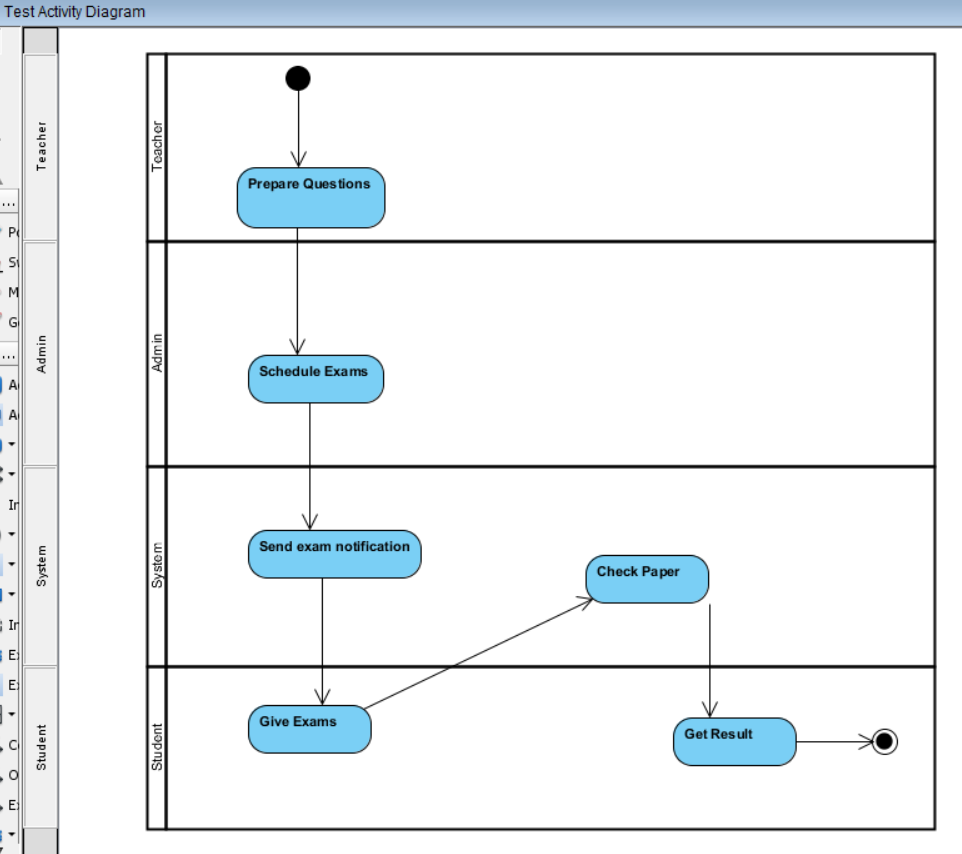 Test Activity Diagram
Teacher
Admin
System
Student
Teacher
Prepare Questions
Admin
Schedule Exams
System
Send exam notification
Check Paper
Student
Give Exams
Get Result